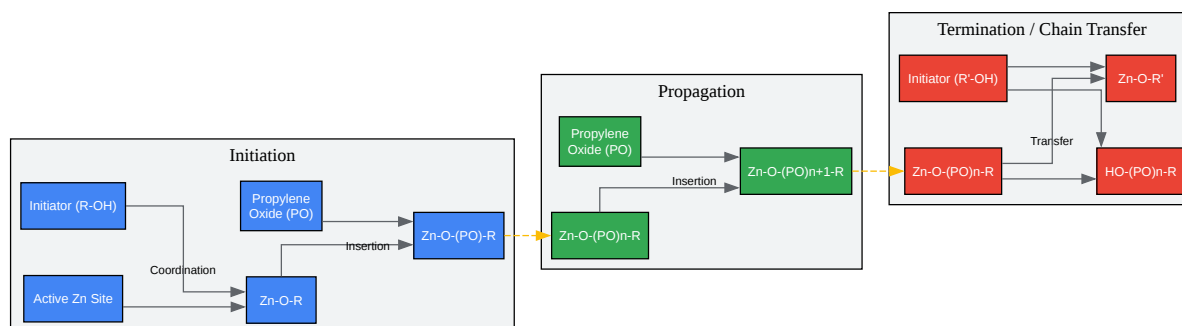 Initiation
Initiator (R-OH)
Propylene
Oxide (PO)
Zn-O-(PO)-R
Insertion
Coordination
Active Zn Site
Zn-O-R
Propagation
Propylene
Oxide (PO)
Zn-O-(PO)n+1-R
Insertion
Zn-O-(PO)n-R
Termination / Chain Transfer
Initiator (R'-OH)
Zn-O-R'
Transfer
Zn-O-(PO)n-R
HO-(PO)n-R